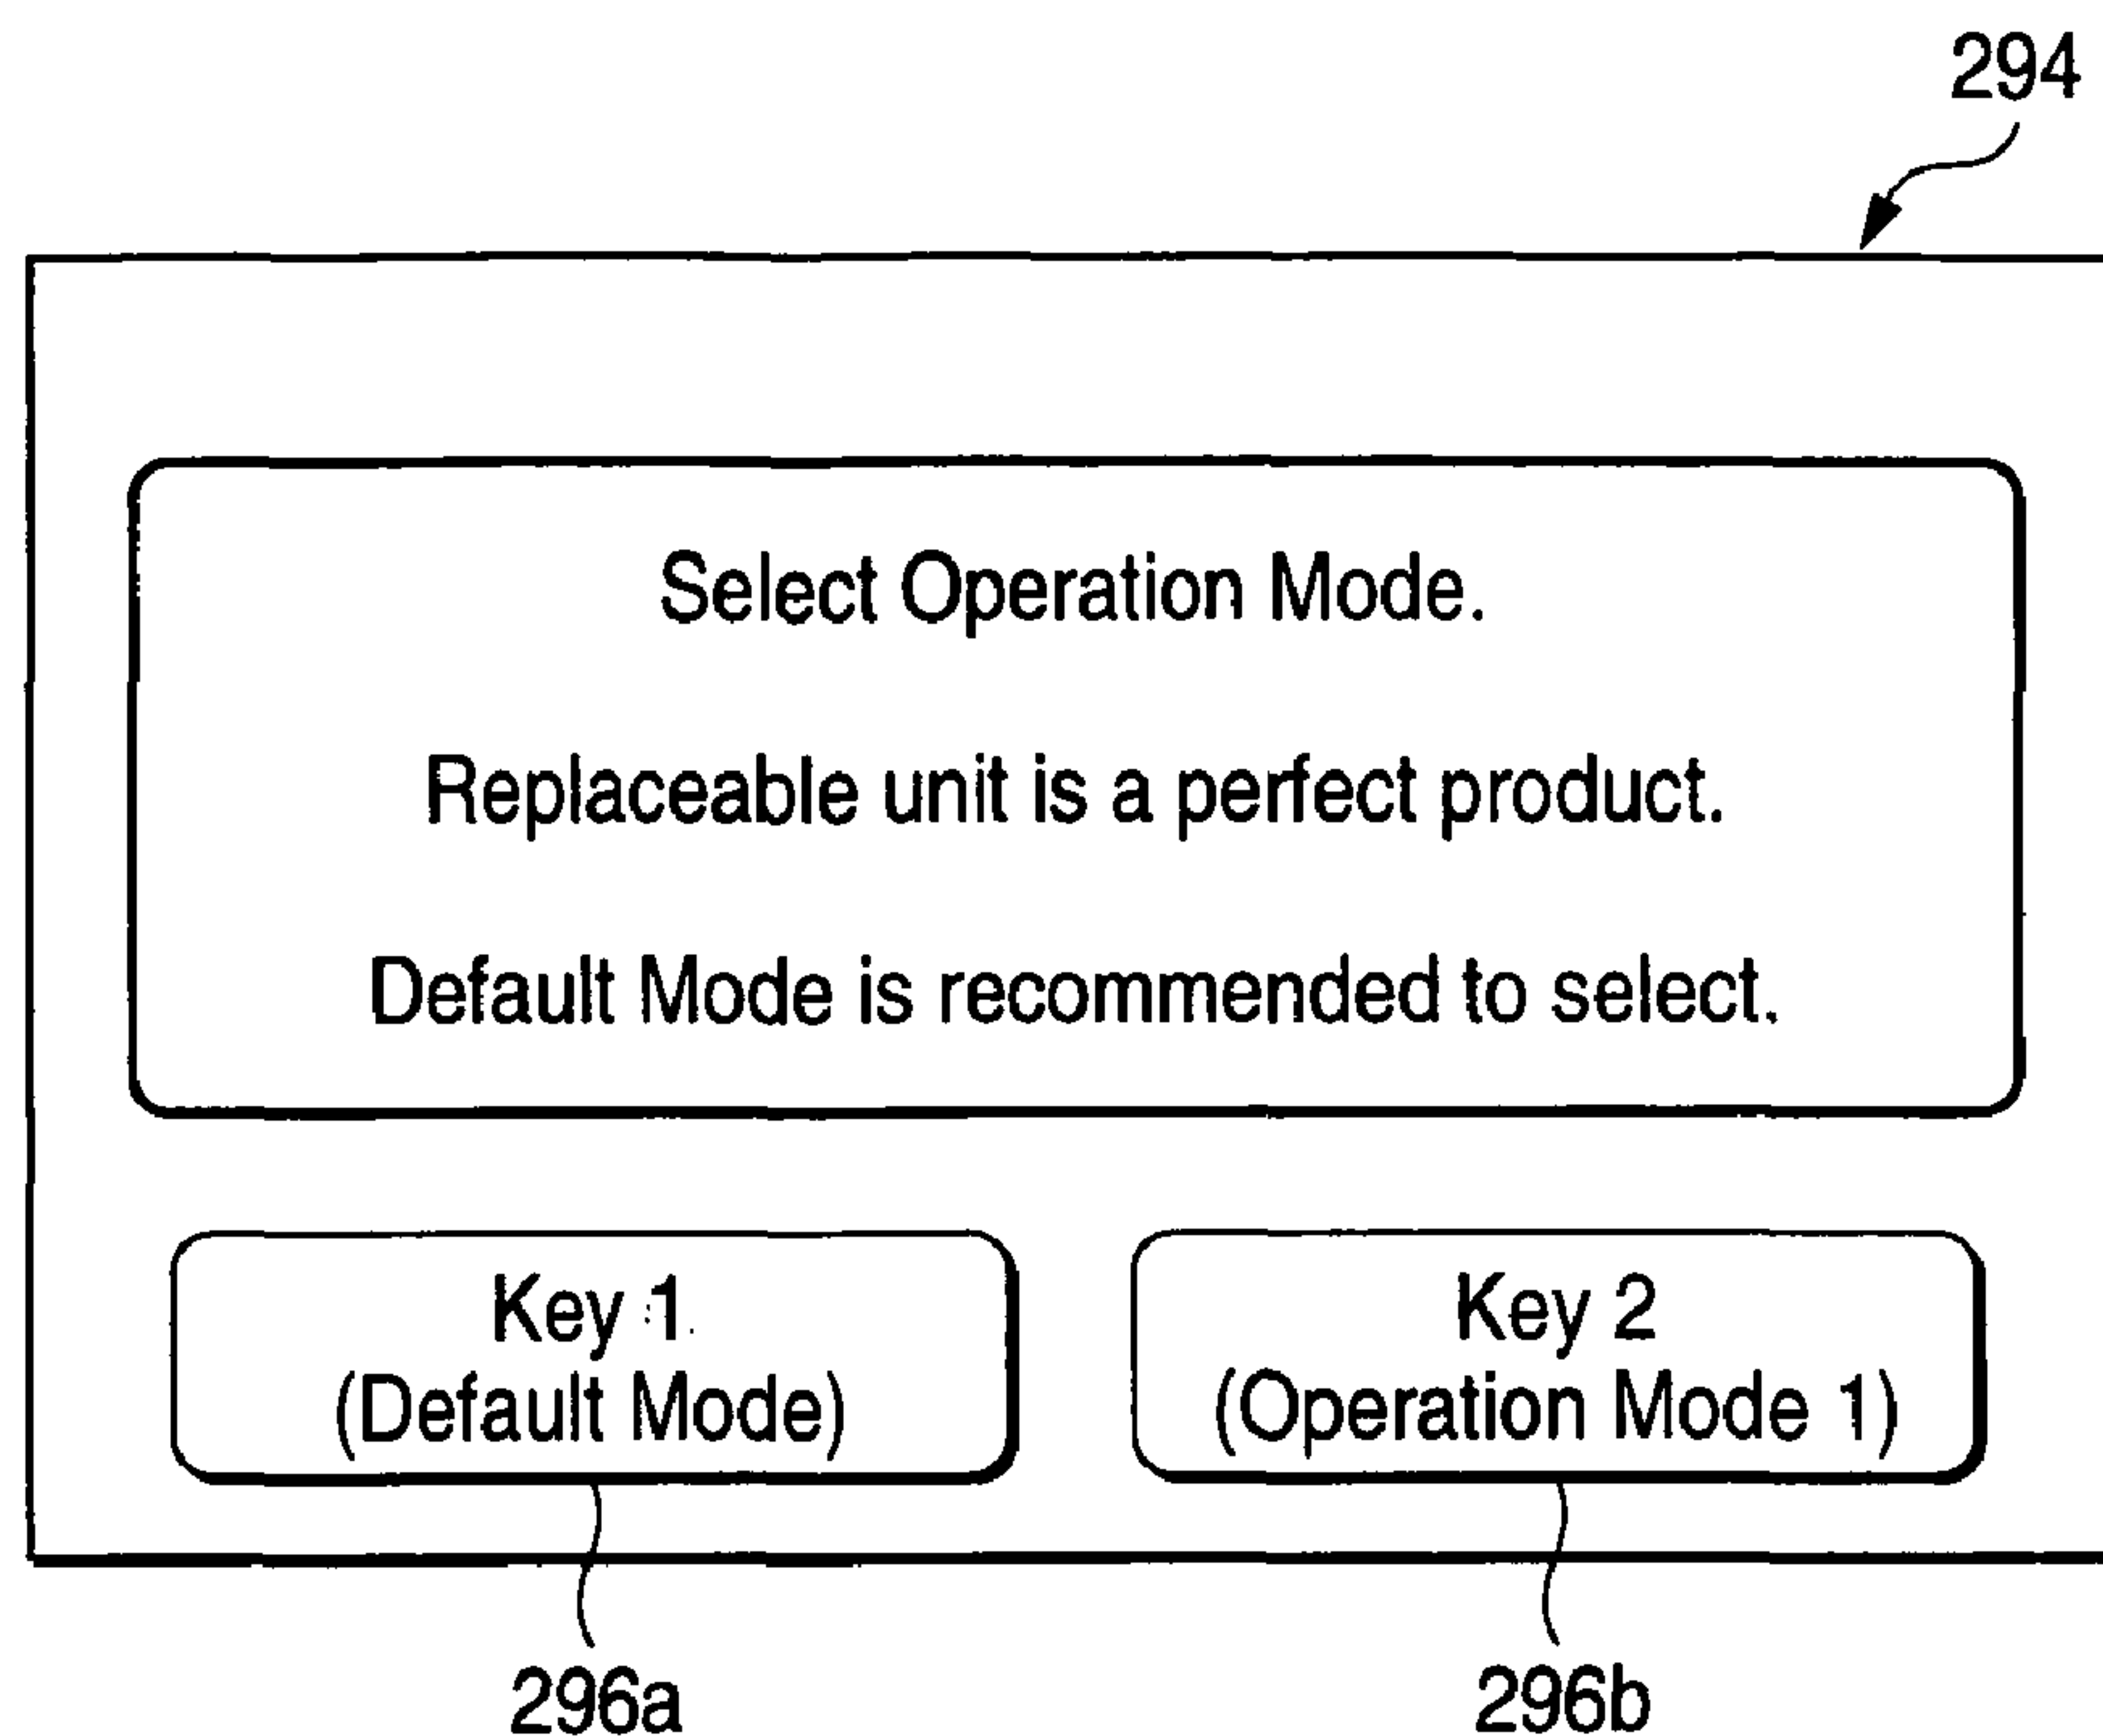 294
Select Operation Mode.
Replaceable unit is a perfect product.
Default Mode is recommended to select.
Key 1
(Default Mode)
Key 2
(Operation Mode 1)
296a
296b